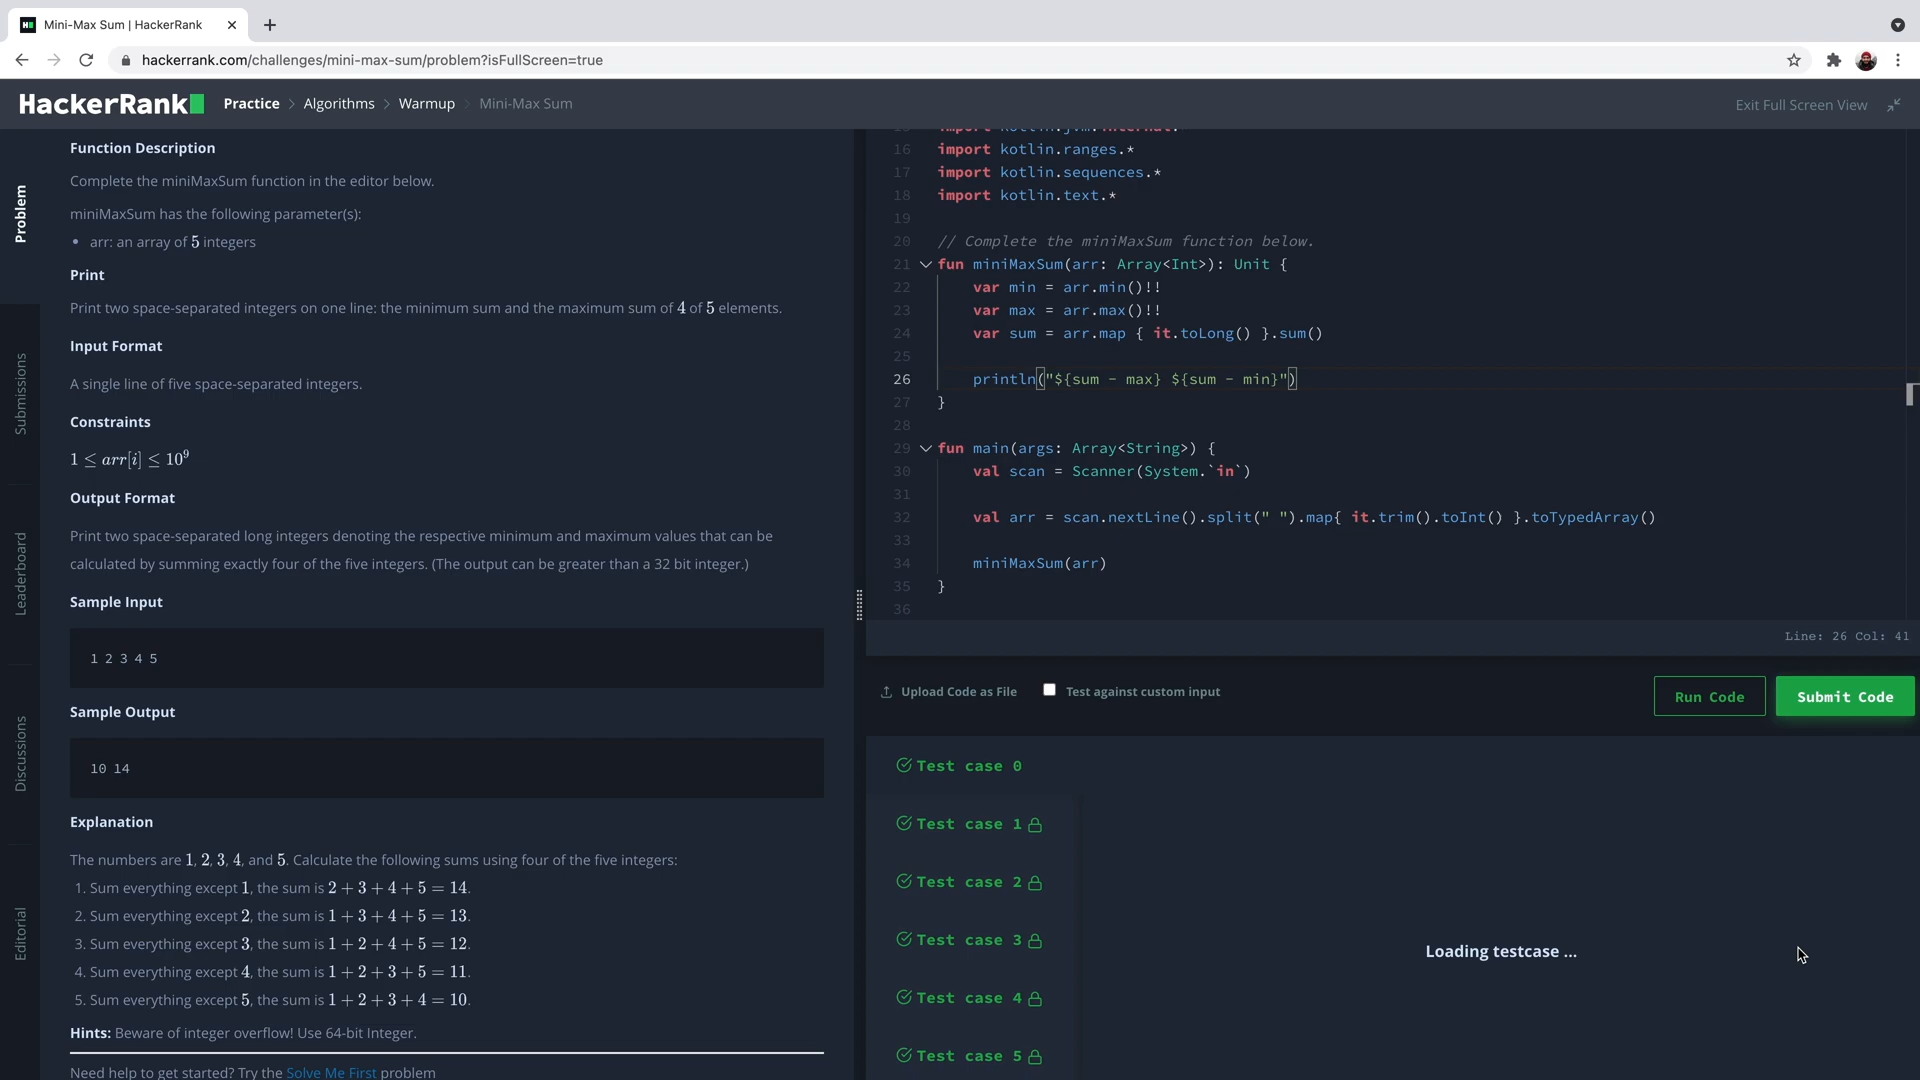 Mini-Max Sum | HackerRank
hackerrank.com/challenges/mini-max-sum/problem?isFullScreen=true
HackerRank
Practice > Algorithms > Warmup > Mini-Max Sum
Exit Full Screen View
Problem
Submissions
Leaderboard
Discussions
Editorial
Function Description
Complete the miniMaxSum function in the editor below.
miniMaxSum has the following parameter(s):
• arr: an array of 5 integers
Print
Print two space-separated integers on one line: the minimum sum and the maximum sum of 4 of 5 elements.
Input Format
A single line of five space-separated integers.
Constraints
1 ≤ arr[i] ≤ 10⁹
Output Format
Print two space-separated long integers denoting the respective minimum and maximum values that can be
calculated by summing exactly four of the five integers. (The output can be greater than a 32 bit integer.)
Sample Input
1 2 3 4 5
Sample Output
10 14
Explanation
The numbers are 1, 2, 3, 4, and 5. Calculate the following sums using four of the five integers:
1. Sum everything except 1, the sum is 2 + 3 + 4 + 5 = 14.
2. Sum everything except 2, the sum is 1 + 3 + 4 + 5 = 13.
3. Sum everything except 3, the sum is 1 + 2 + 4 + 5 = 12.
4. Sum everything except 4, the sum is 1 + 2 + 3 + 5 = 11.
5. Sum everything except 5, the sum is 1 + 2 + 3 + 4 = 10.
Hints: Beware of integer overflow! Use 64-bit Integer.
Need help to get started? Try the Solve Me First problem
16 import kotlin.ranges.*
17 import kotlin.sequences.*
18 import kotlin.text.*
19
20 // Complete the miniMaxSum function below.
21 fun miniMaxSum(arr: Array<Int>): Unit {
22 var min = arr.min()!!
23 var max = arr.max()!!
24 var sum = arr.map { it.toLong() }.sum()
25
26 println("${sum - max} ${sum - min}")
27 }
28
29 fun main(args: Array<String>) {
30 val scan = Scanner(System.`in`)
31
32 val arr = scan.nextLine().split(" ").map{ it.trim().toInt() }.toTypedArray()
33
34 miniMaxSum(arr)
35 }
36
Line: 26 Col: 41
Upload Code as File
Test against custom input
Run Code
Submit Code
Test case 0
Test case 1
Test case 2
Test case 3
Test case 4
Test case 5
Loading testcase ...